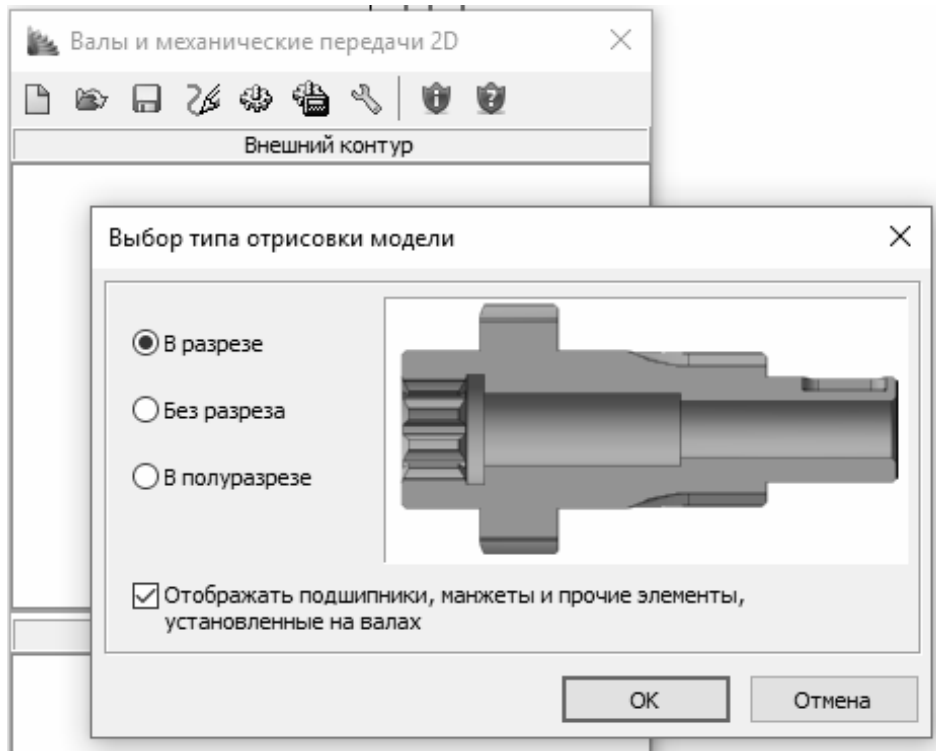 Валы и механические передачи 2D
Внешний контур
Выбор типа отрисовки модели
В разрезе
Без разреза
В полуразрезе
Отображать подшипники, манжеты и прочие элементы,
установленные на валах
OK
Отмена